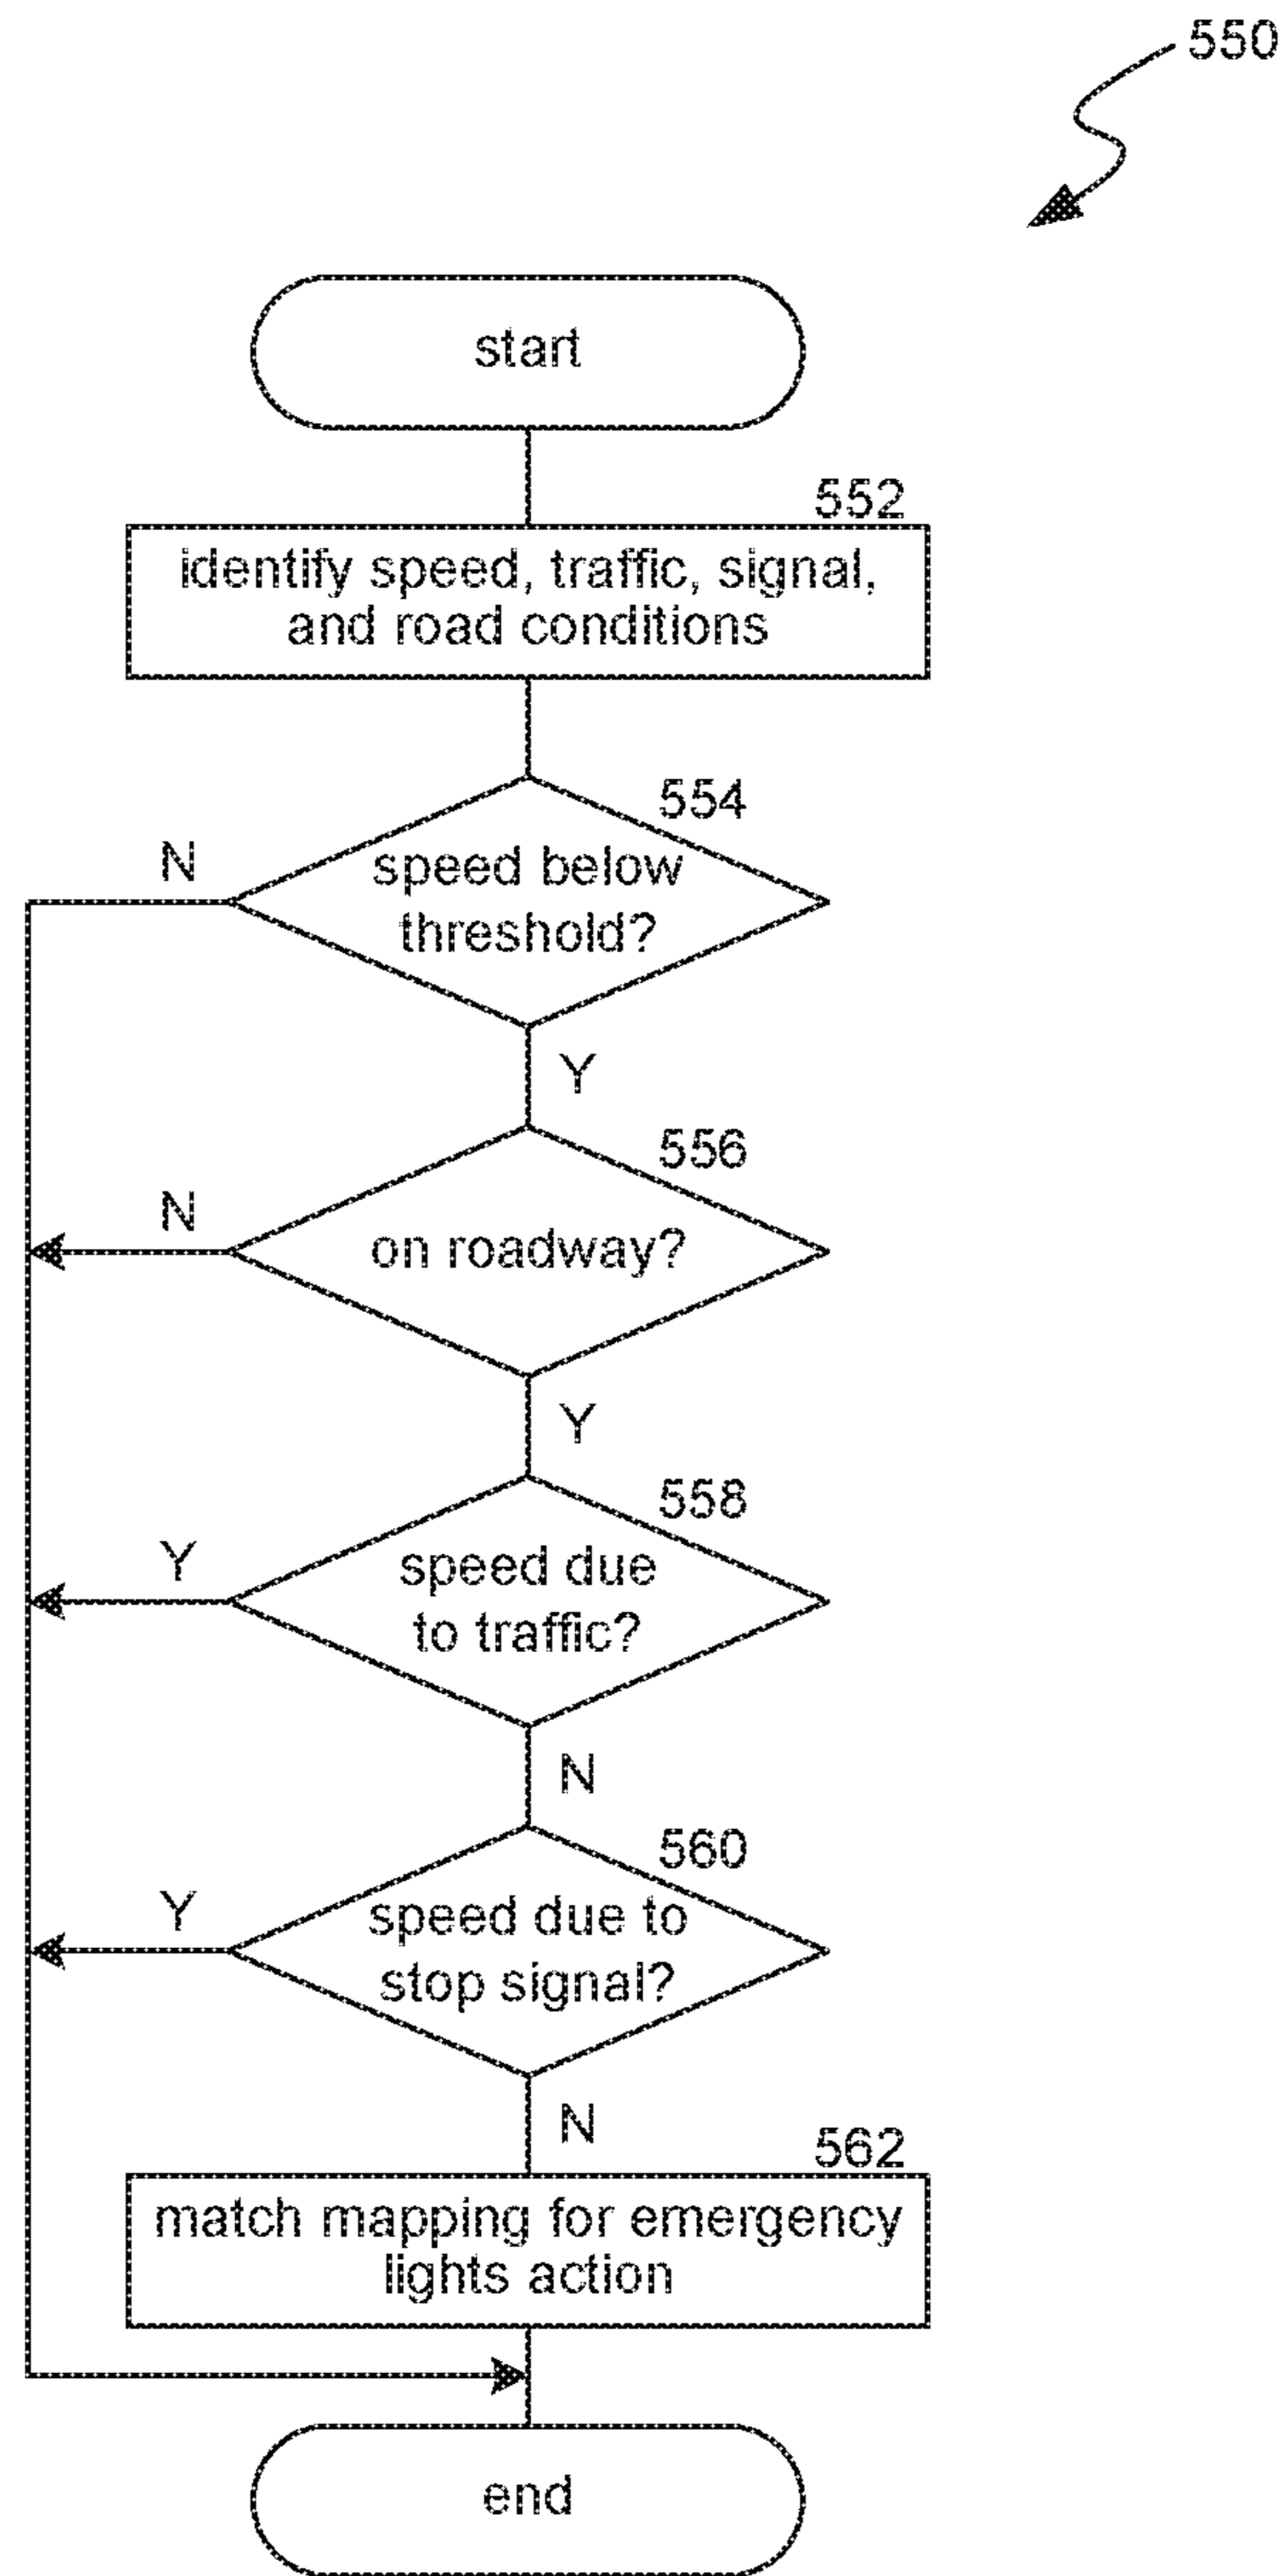 550
start
552
identify speed, traffic, signal,
and road conditions
554
N
speed below
threshold?
Y
556
N
on roadway?
Y
558
Y
speed due
to traffic?
N
560
Y
speed due to
stop signal?
N
562
match mapping for emergency
lights action
end